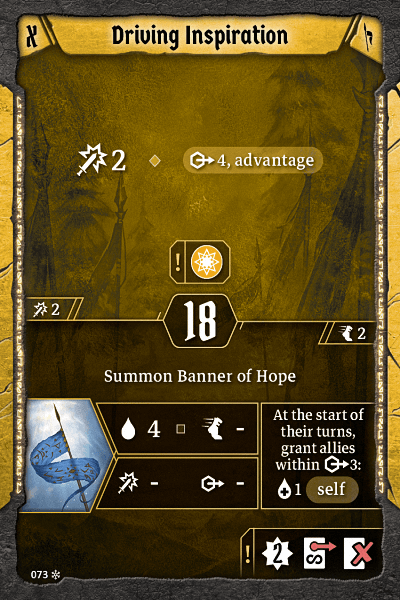 א
Driving Inspiration
2
4, advantage
!
2
18
2
Summon Banner of Hope
4
-
-
-
At the start of
their turns,
grant allies
within 3:
1 self
!
2
073